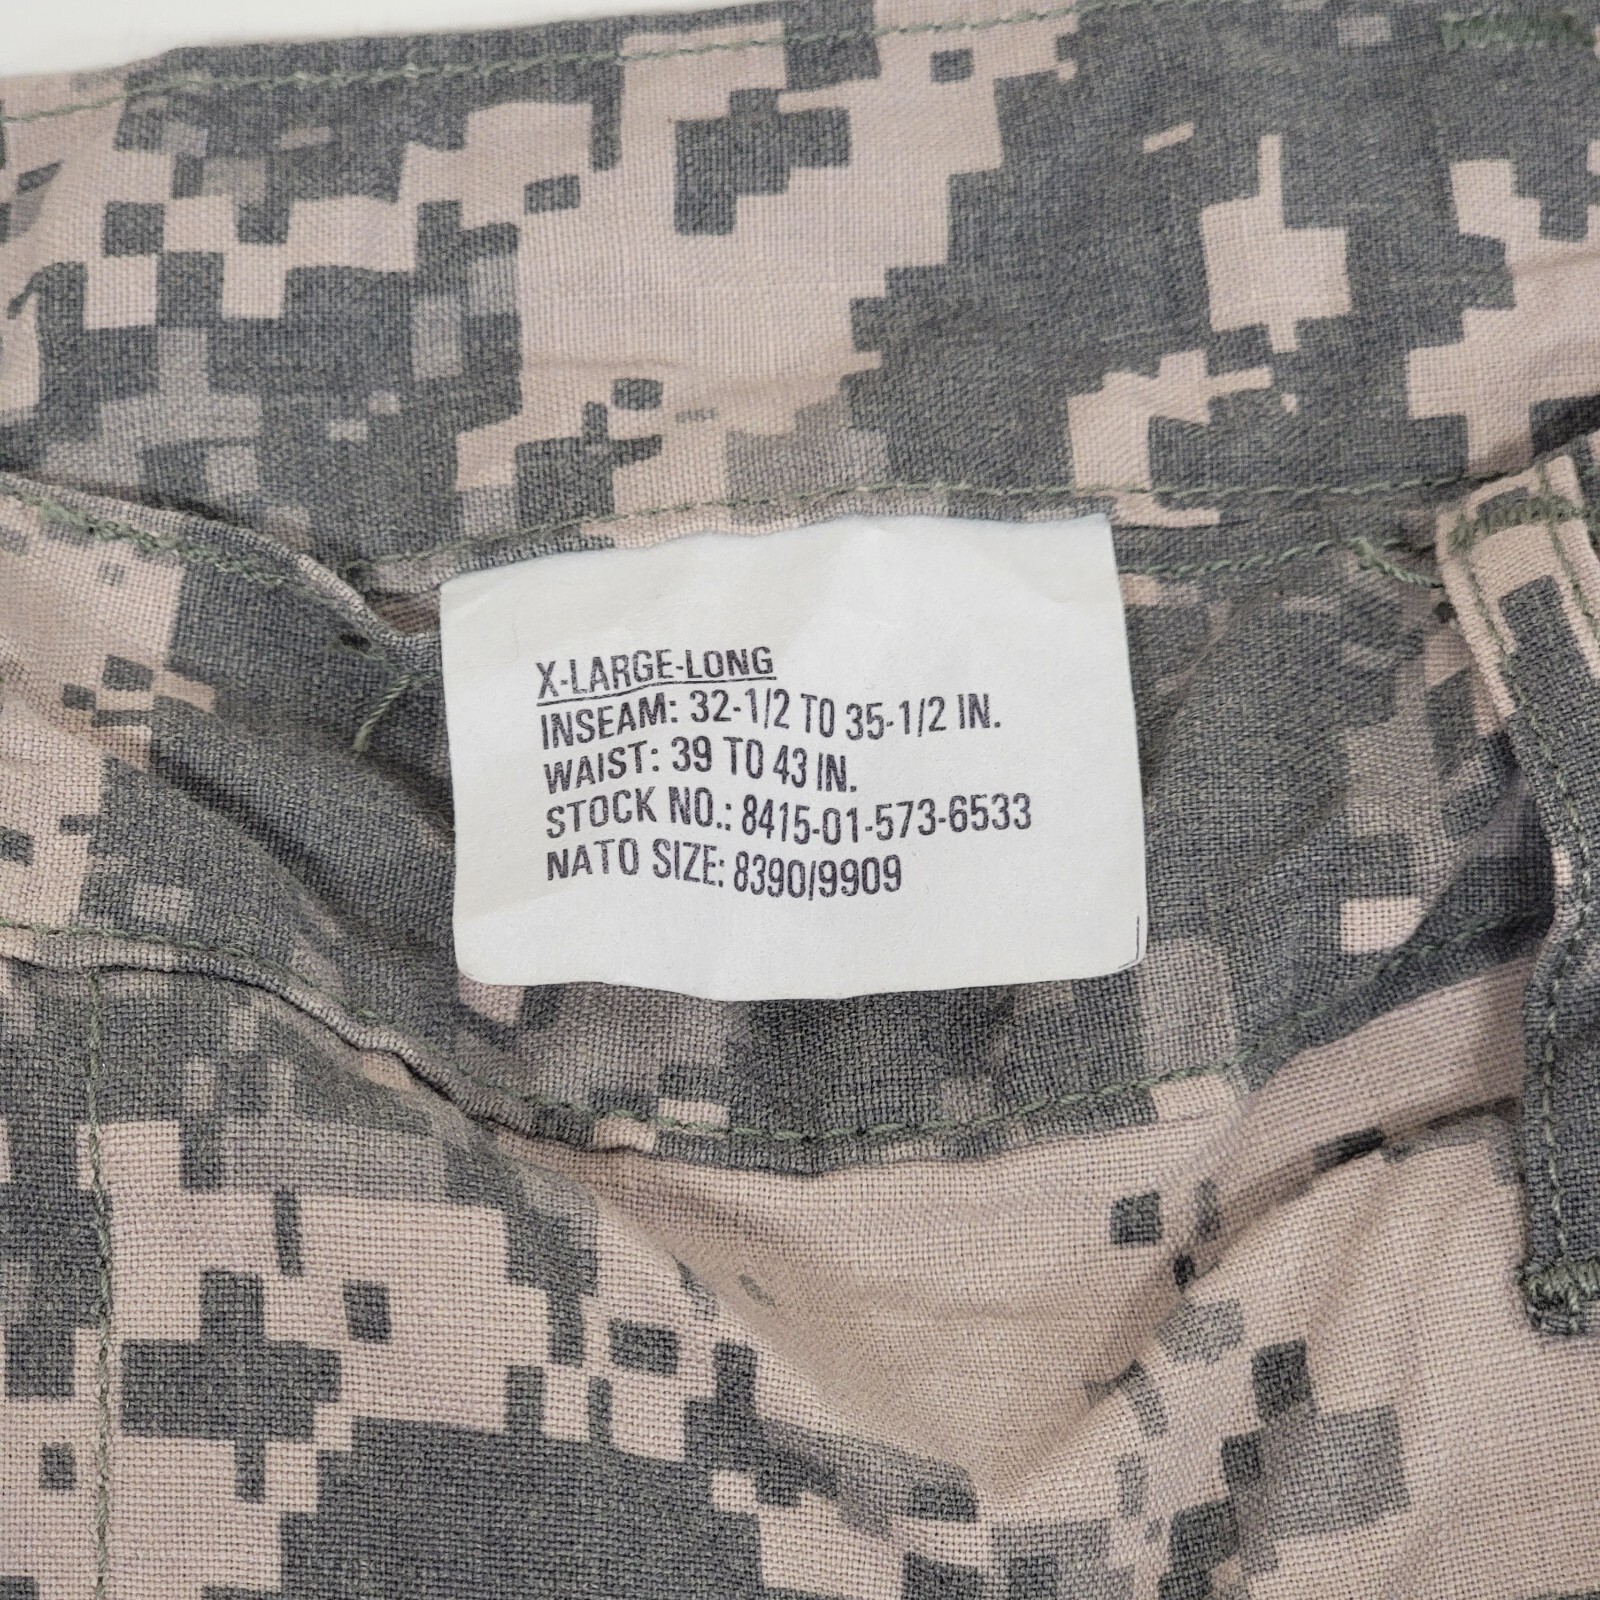 X-LARGE-LONG
INSEAM: 32-1/2 TO 35-1/2 IN.
WAIST: 39 TO 43 IN.
STOCK NO.: 8415-01-573-6533
NATO SIZE: 8390/9909